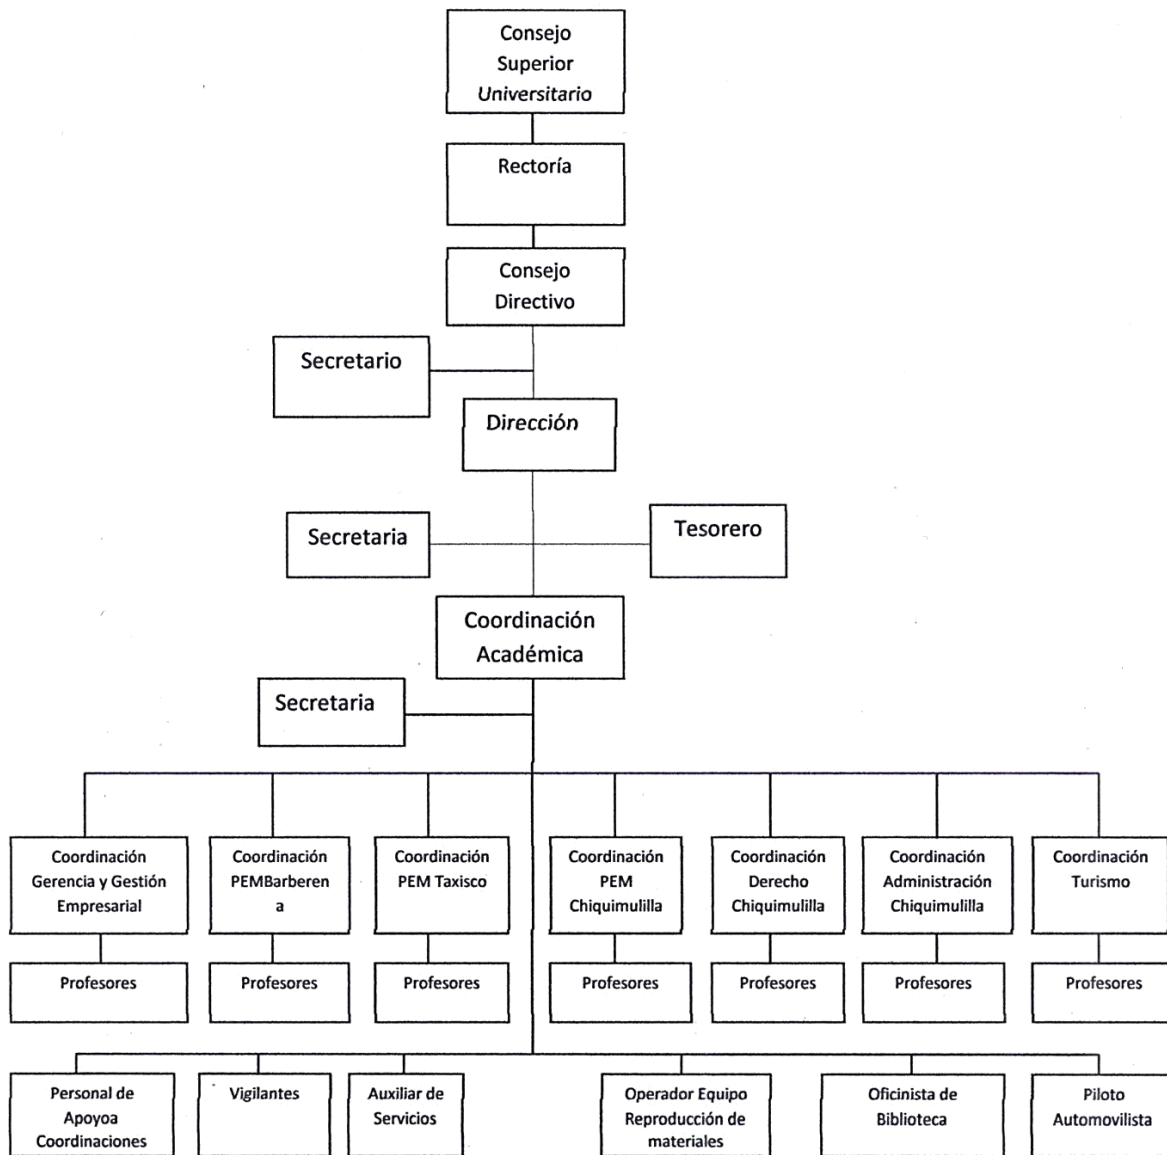 Consejo
Superior
Universitario
Rectoría
Consejo
Directivo
Secretario
Dirección
Secretaria
Tesorero
Coordinación
Académica
Secretaria
Coordinación
Gerencia y Gestión
Empresarial
Coordinación
PEMBarberen
a
Coordinación
PEM Taxisco
Coordinación
PEM
Chiquimulilla
Coordinación
Derecho
Chiquimulilla
Coordinación
Administración
Chiquimulilla
Coordinación
Turismo
Profesores
Profesores
Profesores
Profesores
Profesores
Profesores
Profesores
Personal de
Apoyoa
Coordinaciones
Vigilantes
Auxiliar de
Servicios
Operador Equipo
Reproducción de
materiales
Oficinista de
Biblioteca
Piloto
Automovilista